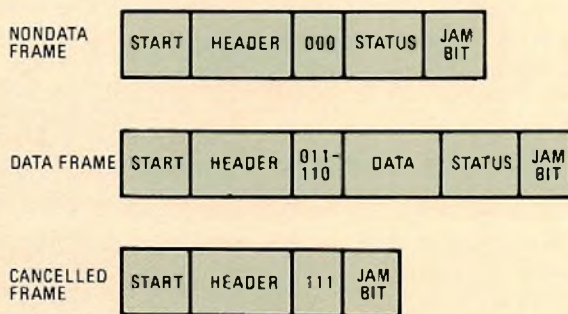 NONDATA FRAME
START HEADER 000 STATUS JAM BIT
DATA FRAME
START HEADER 011-110 DATA STATUS JAM BIT
CANCELLED FRAME
START HEADER 111 JAM BIT